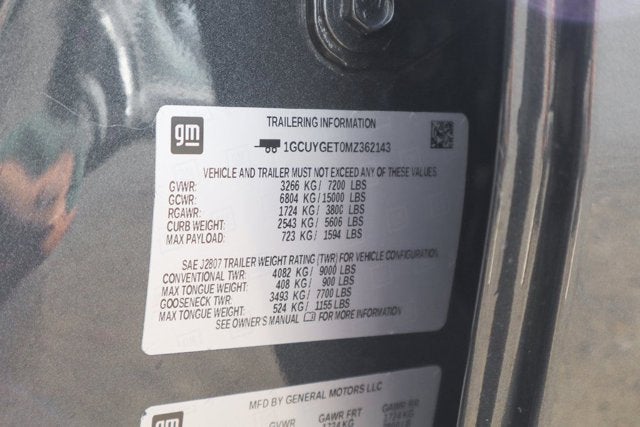 gm
TRAILERING INFORMATION
1GCUYGET0MZ362143
VEHICLE AND TRAILER MUST NOT EXCEED ANY OF THESE VALUES
GVWR: 3266 KG/ 7200 LBS
GCWR: 6804 KG/15000 LBS
RGAWR: 1724 KG/ 3800 LBS
CURB WEIGHT: 2543 KG/ 5606 LBS
MAX PAYLOAD: 723 KG/ 1594 LBS
SAE J2807 TRAILER WEIGHT RATING (TWR) FOR VEHICLE CONFIGURATION
CONVENTIONAL TWR: 4082 KG/ 9000 LBS
MAX TONGUE WEIGHT: 408 KG/ 900 LBS
GOOSENECK TWR: 3493 KG/ 7700 LBS
MAX TONGUE WEIGHT: 524 KG/ 1155 LBS
SEE OWNER'S MANUAL FOR MORE INFORMATION
MFD BY GENERAL MOTORS LLC
gm GVWR GAWR FRT GAWR RR
1724 KG